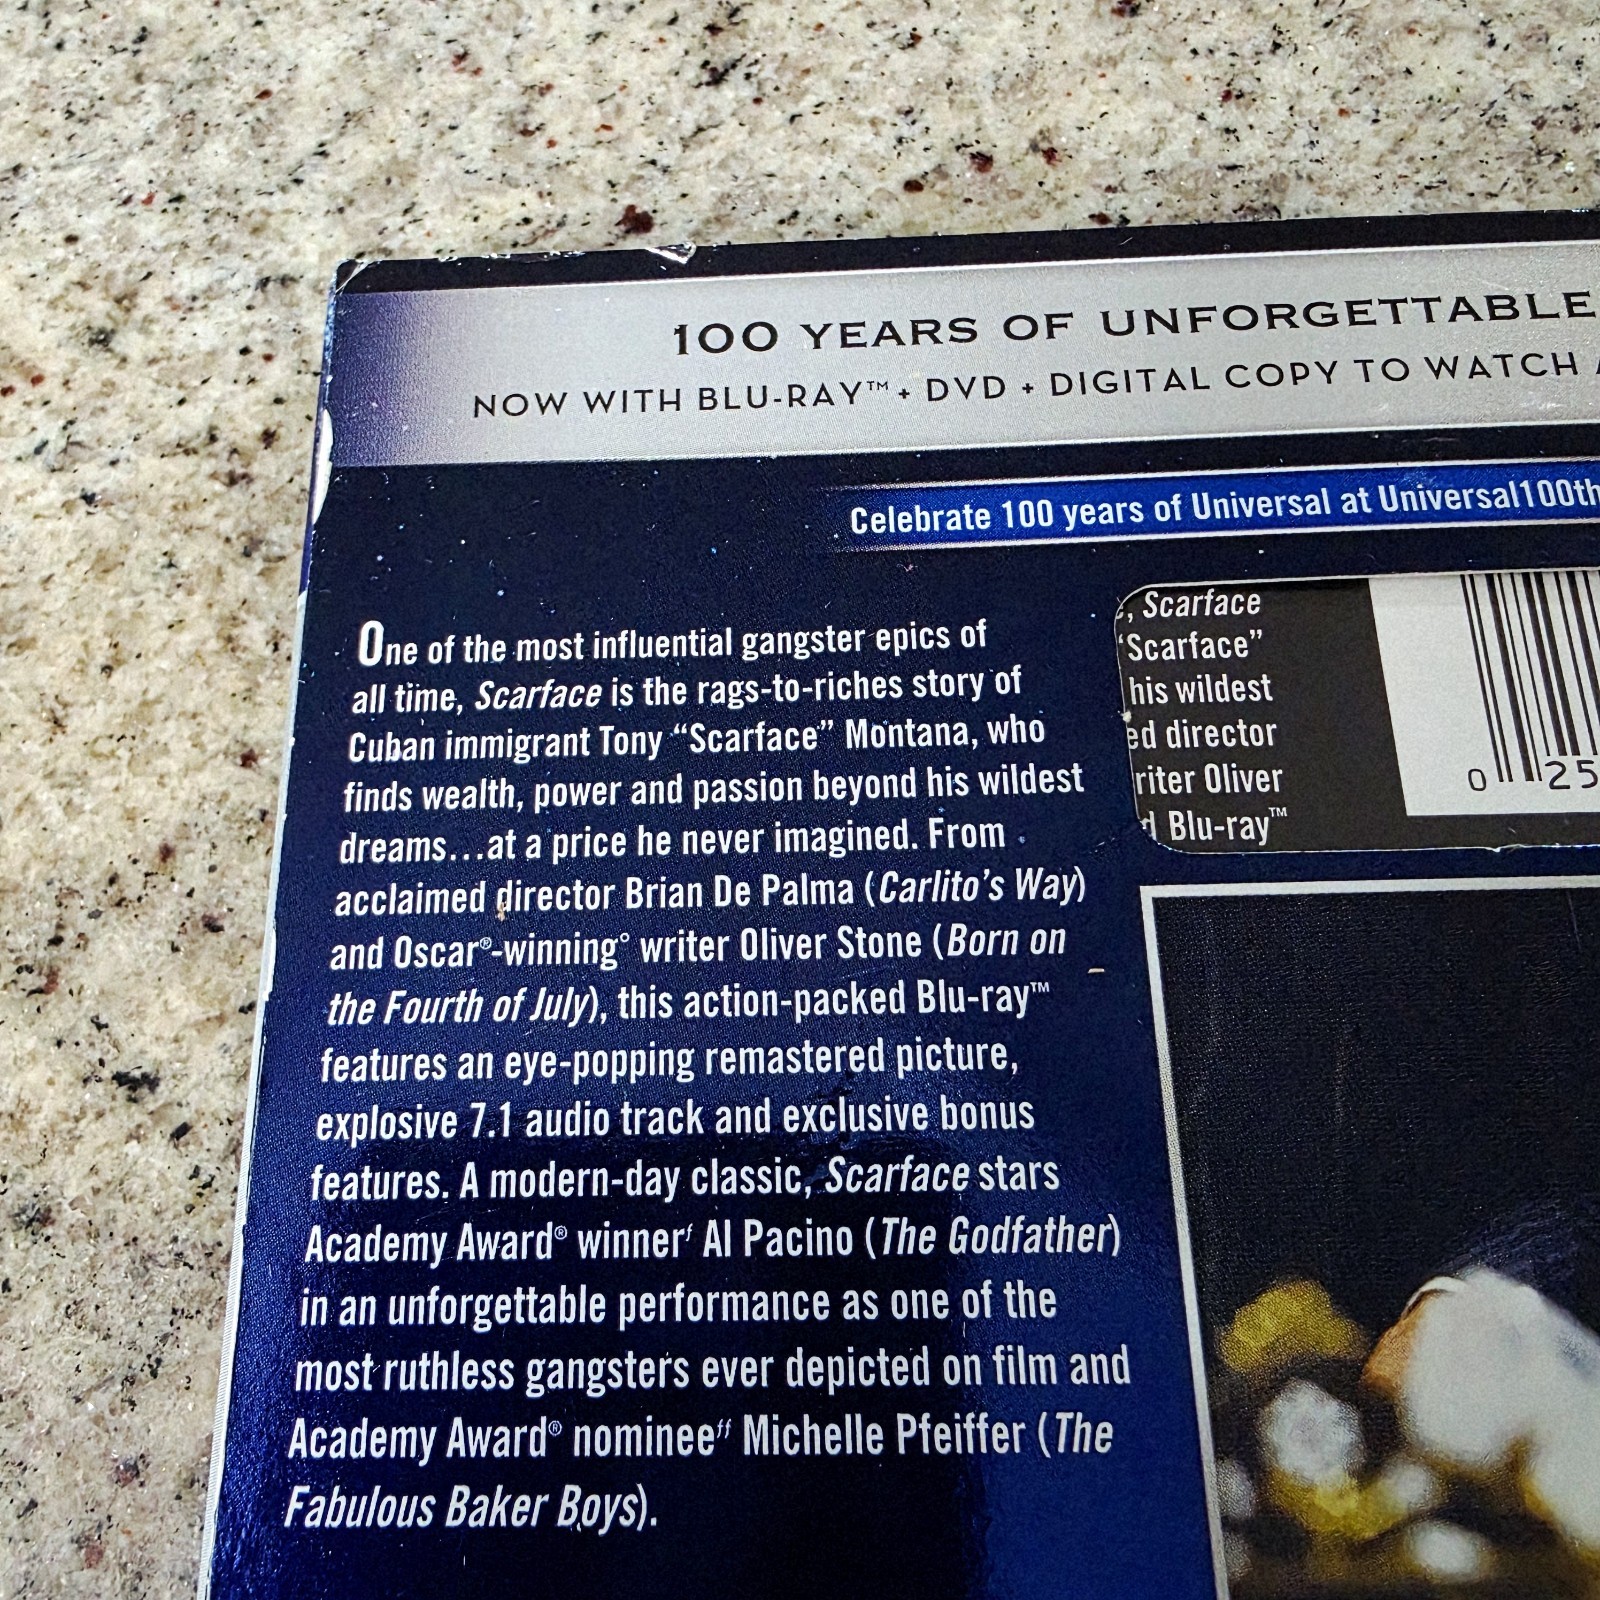 100 YEARS OF UNFORGETTABLE
NOW WITH BLU-RAY™ + DVD + DIGITAL COPY TO WATCH
Celebrate 100 years of Universal at Universal100th
One of the most influential gangster epics of
all time, Scarface is the rags-to-riches story of
Cuban immigrant Tony “Scarface” Montana, who
finds wealth, power and passion beyond his wildest
dreams...at a price he never imagined. From
acclaimed director Brian De Palma (Carlito’s Way)
and Oscar®-winning° writer Oliver Stone (Born on
the Fourth of July), this action-packed Blu-ray™
features an eye-popping remastered picture,
explosive 7.1 audio track and exclusive bonus
features. A modern-day classic, Scarface stars
Academy Award® winnerᶠ Al Pacino (The Godfather)
in an unforgettable performance as one of the
most ruthless gangsters ever depicted on film and
Academy Award® nomineeᶠᶠ Michelle Pfeiffer (The
Fabulous Baker Boys).
, Scarface
“Scarface”
his wildest
ed director
riter Oliver
d Blu-ray™
0 25